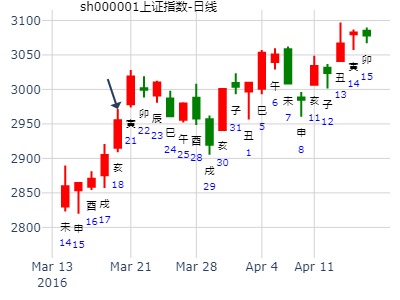 sh000001上证指数-日线
3100
3050
3000
2950
2900
2850
2800
未 申 酉 戌 亥 寅 卯 辰 巳 午 酉 戌 亥 子 丑 巳 午 未 申 亥 子 丑 寅 卯
14 15 16 17 18 21 22 23 24 25 28 29 30 31 1 5 6 7 8 11 12 13 14 15
Mar 13 Mar 21 Mar 28 Apr 4 Apr 11
2016